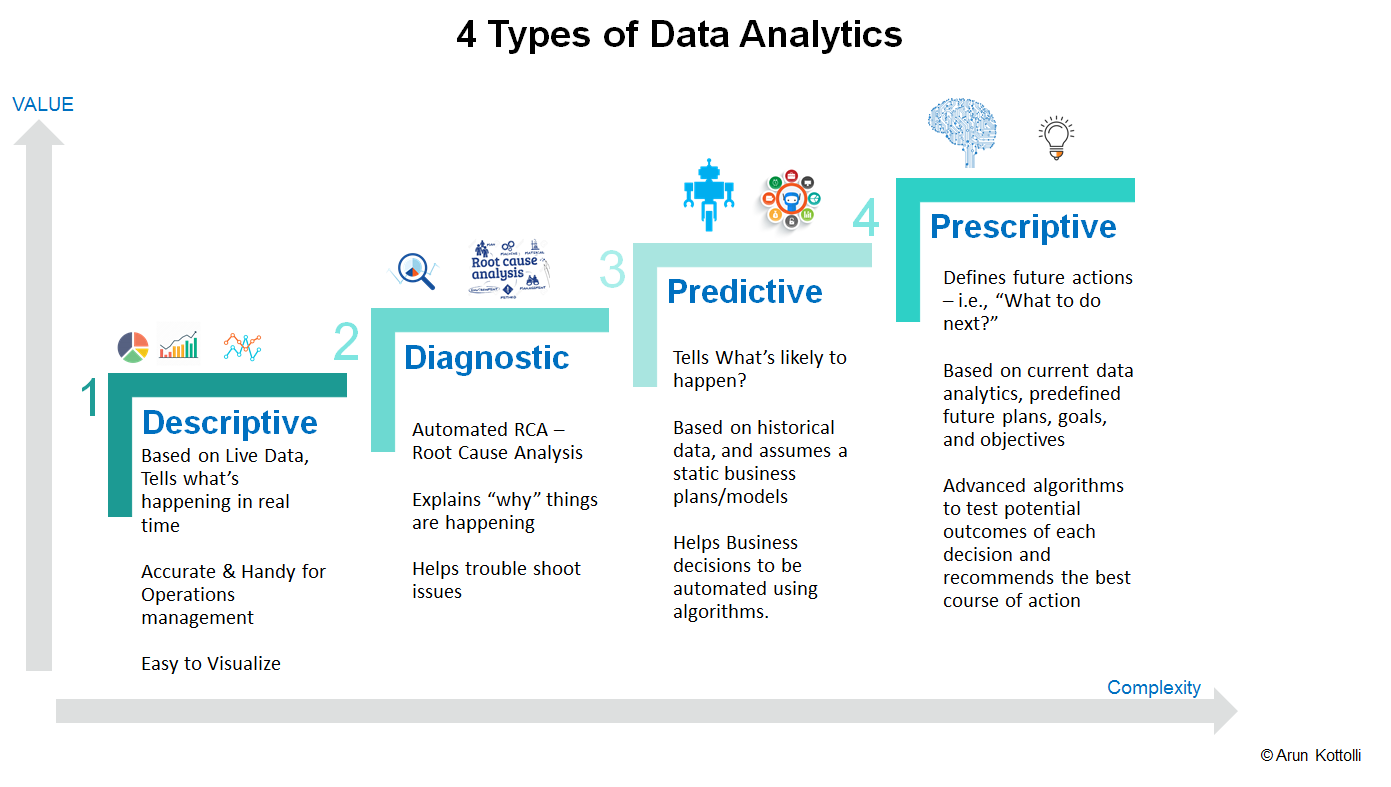 4 Types of Data Analytics
VALUE
1
Descriptive
Based on Live Data,
Tells what's
happening in real
time
Accurate & Handy for
Operations
management
Easy to Visualize
2
Root cause
analysis
MATERIAL
MANAGEMENT
Diagnostic
Automated RCA –
Root Cause Analysis
Explains “why” things
are happening
Helps trouble shoot
issues
3
Predictive
Tells What’s likely to
happen?
Based on historical
data, and assumes a
static business
plans/models
Helps Business
decisions to be
automated using
algorithms.
4
Prescriptive
Defines future actions
– i.e., “What to do
next?”
Based on current data
analytics, predefined
future plans, goals,
and objectives
Advanced algorithms
to test potential
outcomes of each
decision and
recommends the best
course of action
Complexity
© Arun Kottolli